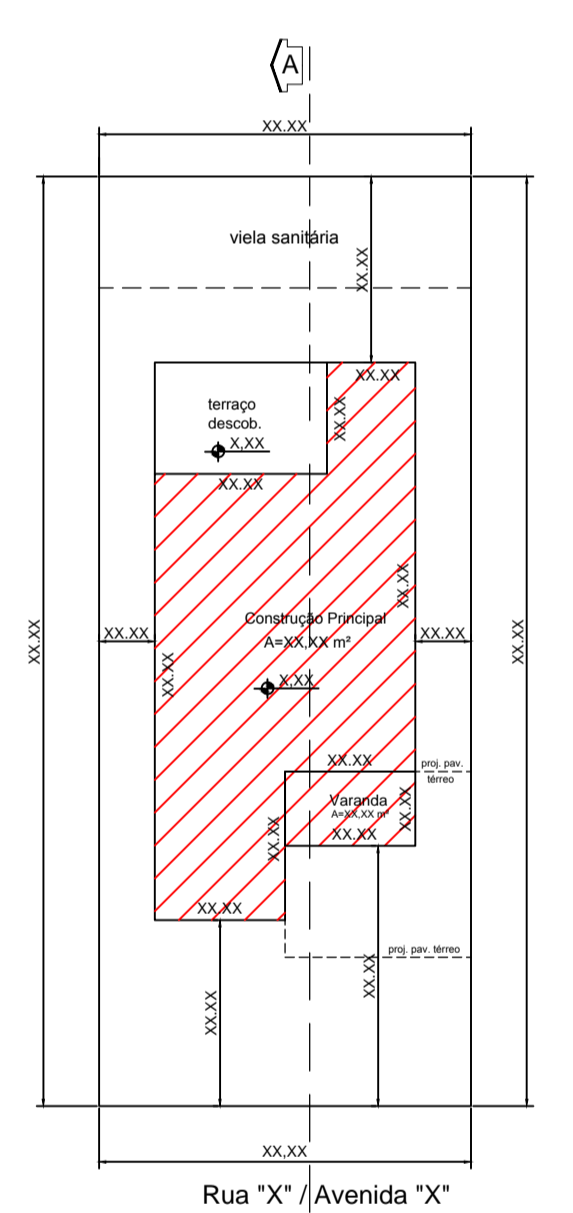 A
XX.XX
viela sanitária
XX.XX
XX.XX
terraço
descob.
XX.XX
X,XX
XX.XX
XX.XX
Construção Principal
A=XX,XX m²
XX.XX
XX.XX
XX.XX
XX.XX
XX.XX
XX.XX
X,XX
XX.XX
proj. pav.
térreo
Varanda
A=XX,XX m²
XX.XX
XX.XX
XX.XX
XX.XX
proj. pav. térreo
XX.XX
XX.XX
XX,XX
Rua "X" / Avenida "X"